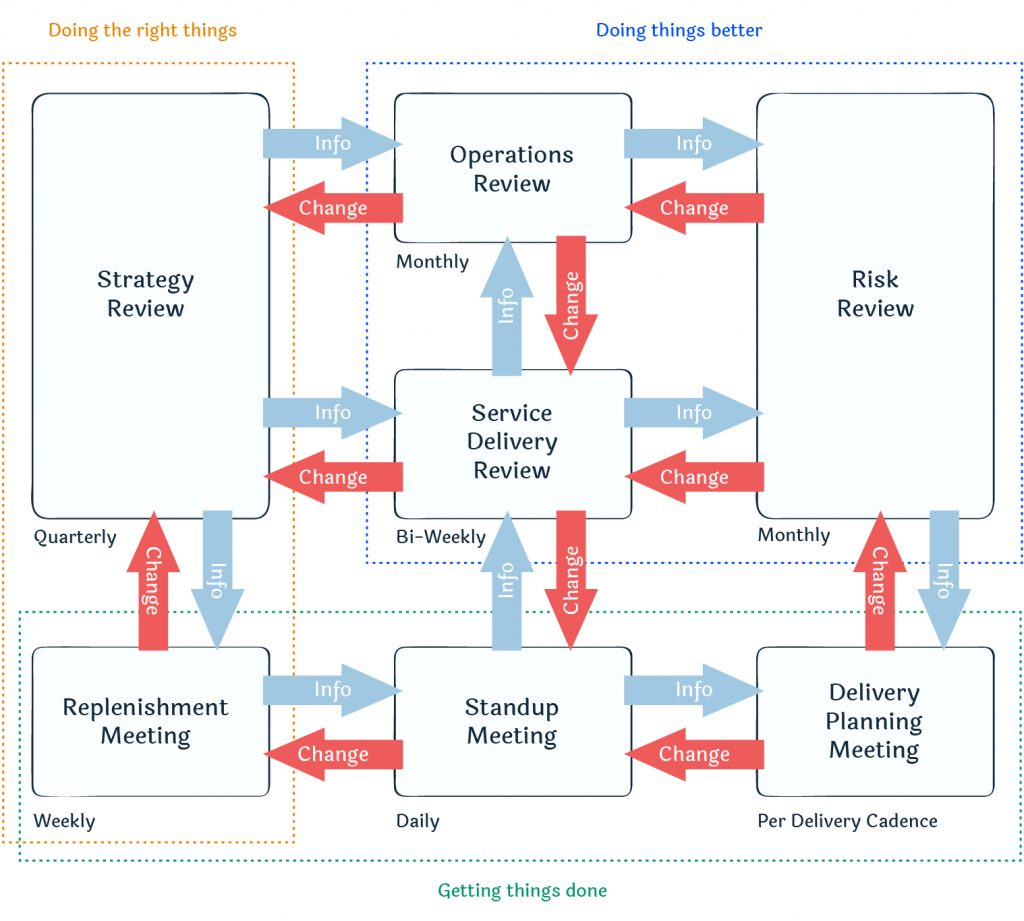 Doing the right things
Doing things better
Strategy
Review
Quarterly
Info
Change
Operations
Review
Monthly
Info
Change
Risk
Review
Monthly
Info
Change
Info
Change
Service
Delivery
Review
Bi-Weekly
Info
Change
Change
Info
Info
Change
Change
Info
Replenishment
Meeting
Weekly
Info
Change
Standup
Meeting
Daily
Info
Change
Delivery
Planning
Meeting
Per Delivery Cadence
Getting things done